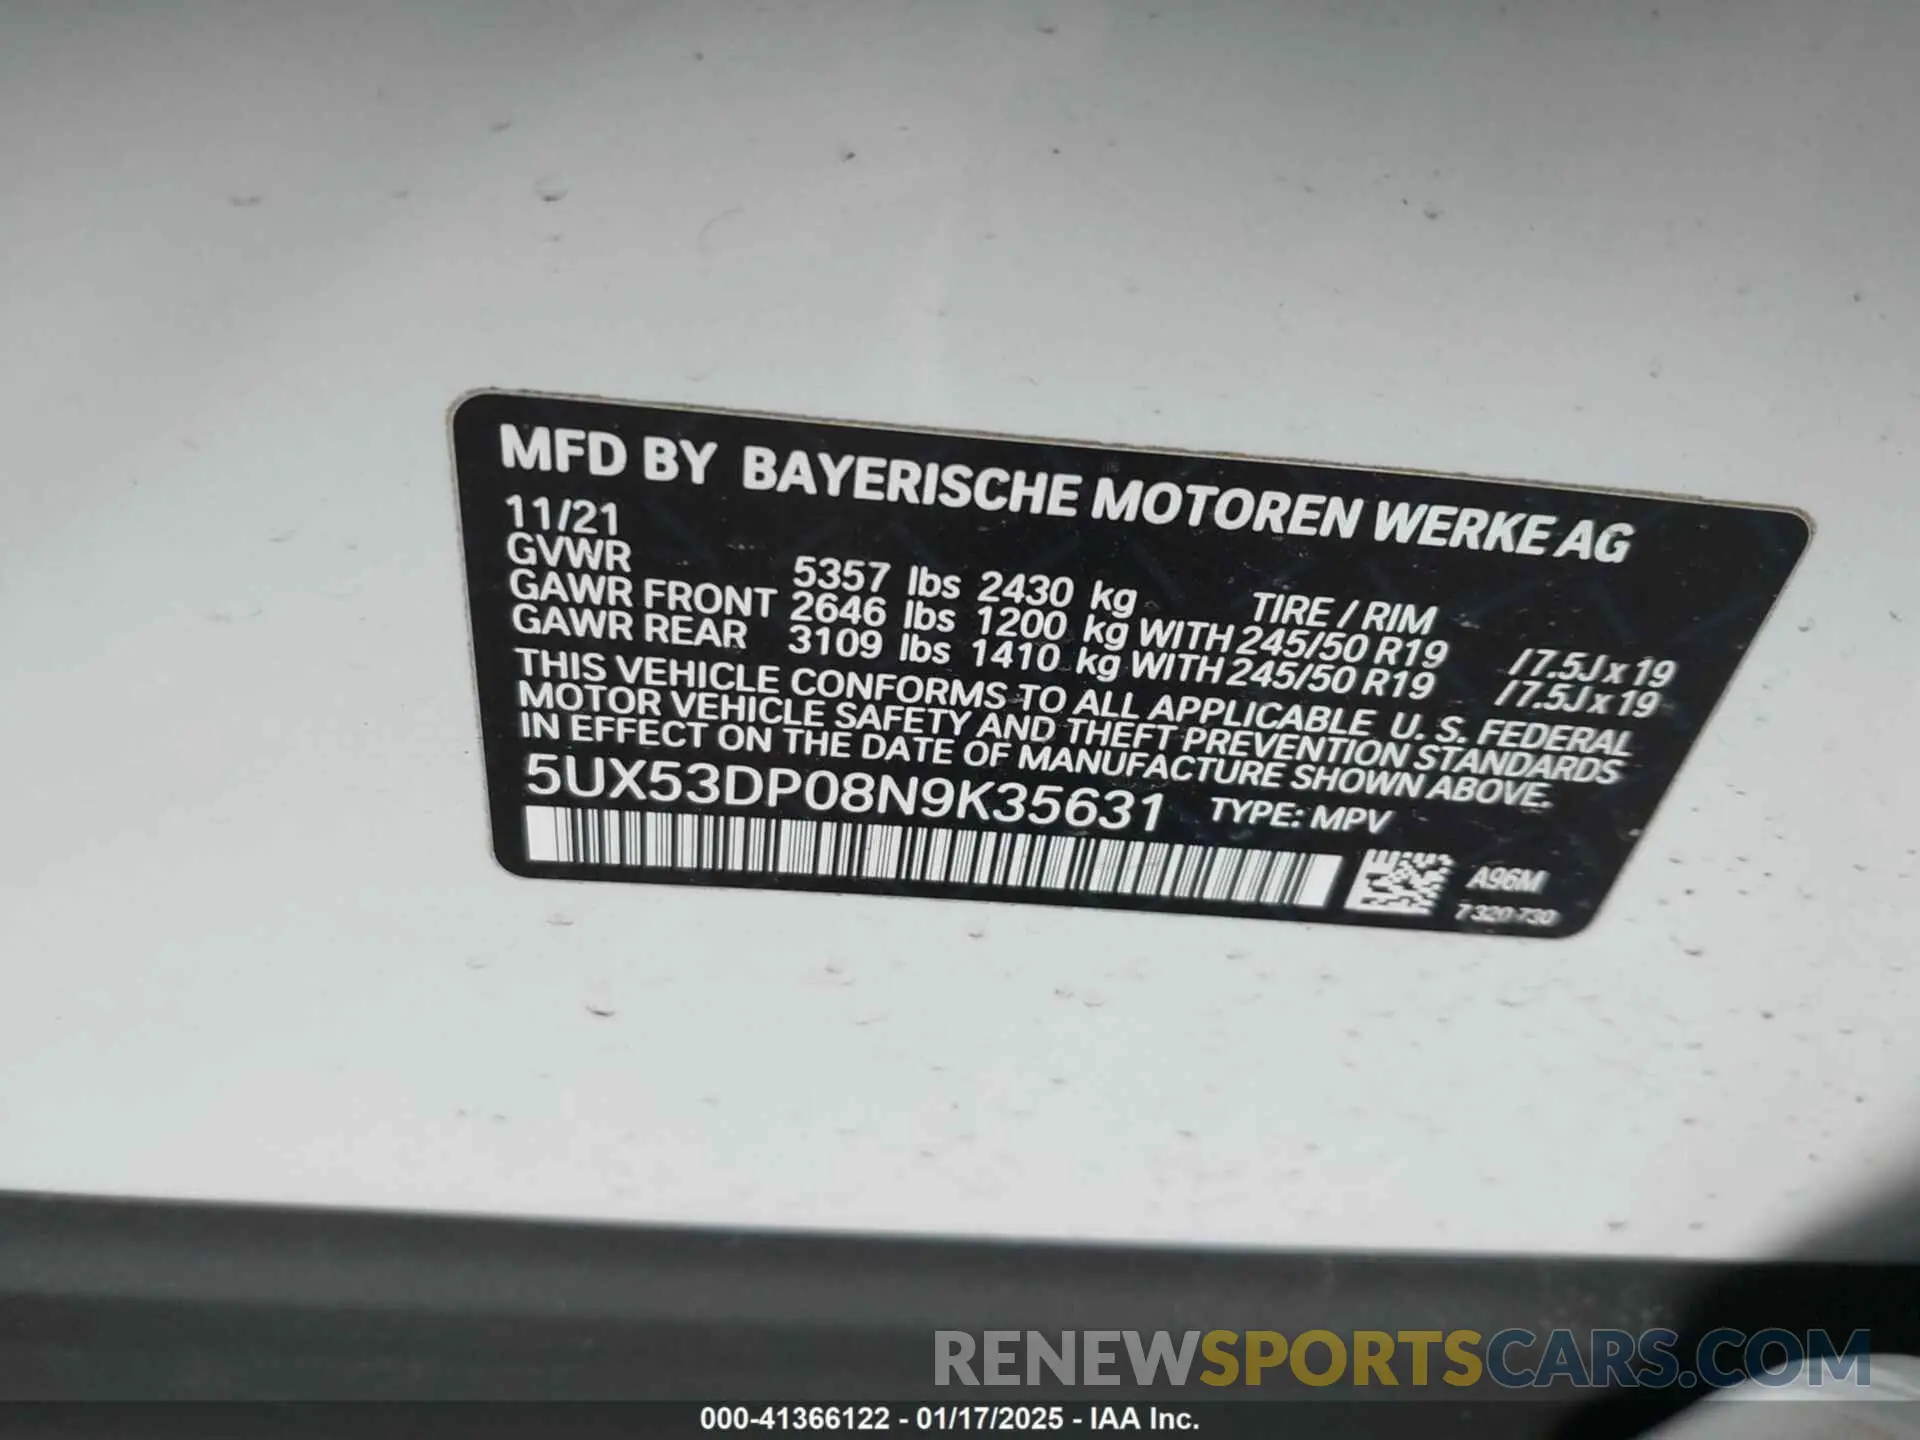 MFD BY BAYERISCHE MOTOREN WERKE AG
11/21
GVWR 5357 lbs 2430 kg TIRE / RIM
GAWR FRONT 2646 lbs 1200 kg WITH 245/50 R19 /7.5J x 19
GAWR REAR 3109 lbs 1410 kg WITH 245/50 R19 /7.5J x 19
THIS VEHICLE CONFORMS TO ALL APPLICABLE U. S. FEDERAL
MOTOR VEHICLE SAFETY AND THEFT PREVENTION STANDARDS
IN EFFECT ON THE DATE OF MANUFACTURE SHOWN ABOVE.
5UX53DP08N9K35631 TYPE: MPV
A96M
7 320 730
RENEWSPORTSCARS.COM
000-41366122 - 01/17/2025 - IAA Inc.